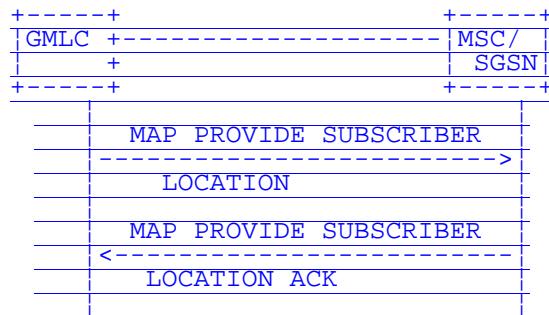 GMLC MSC/
SGSN
MAP PROVIDE SUBSCRIBER
LOCATION
MAP PROVIDE SUBSCRIBER
LOCATION ACK